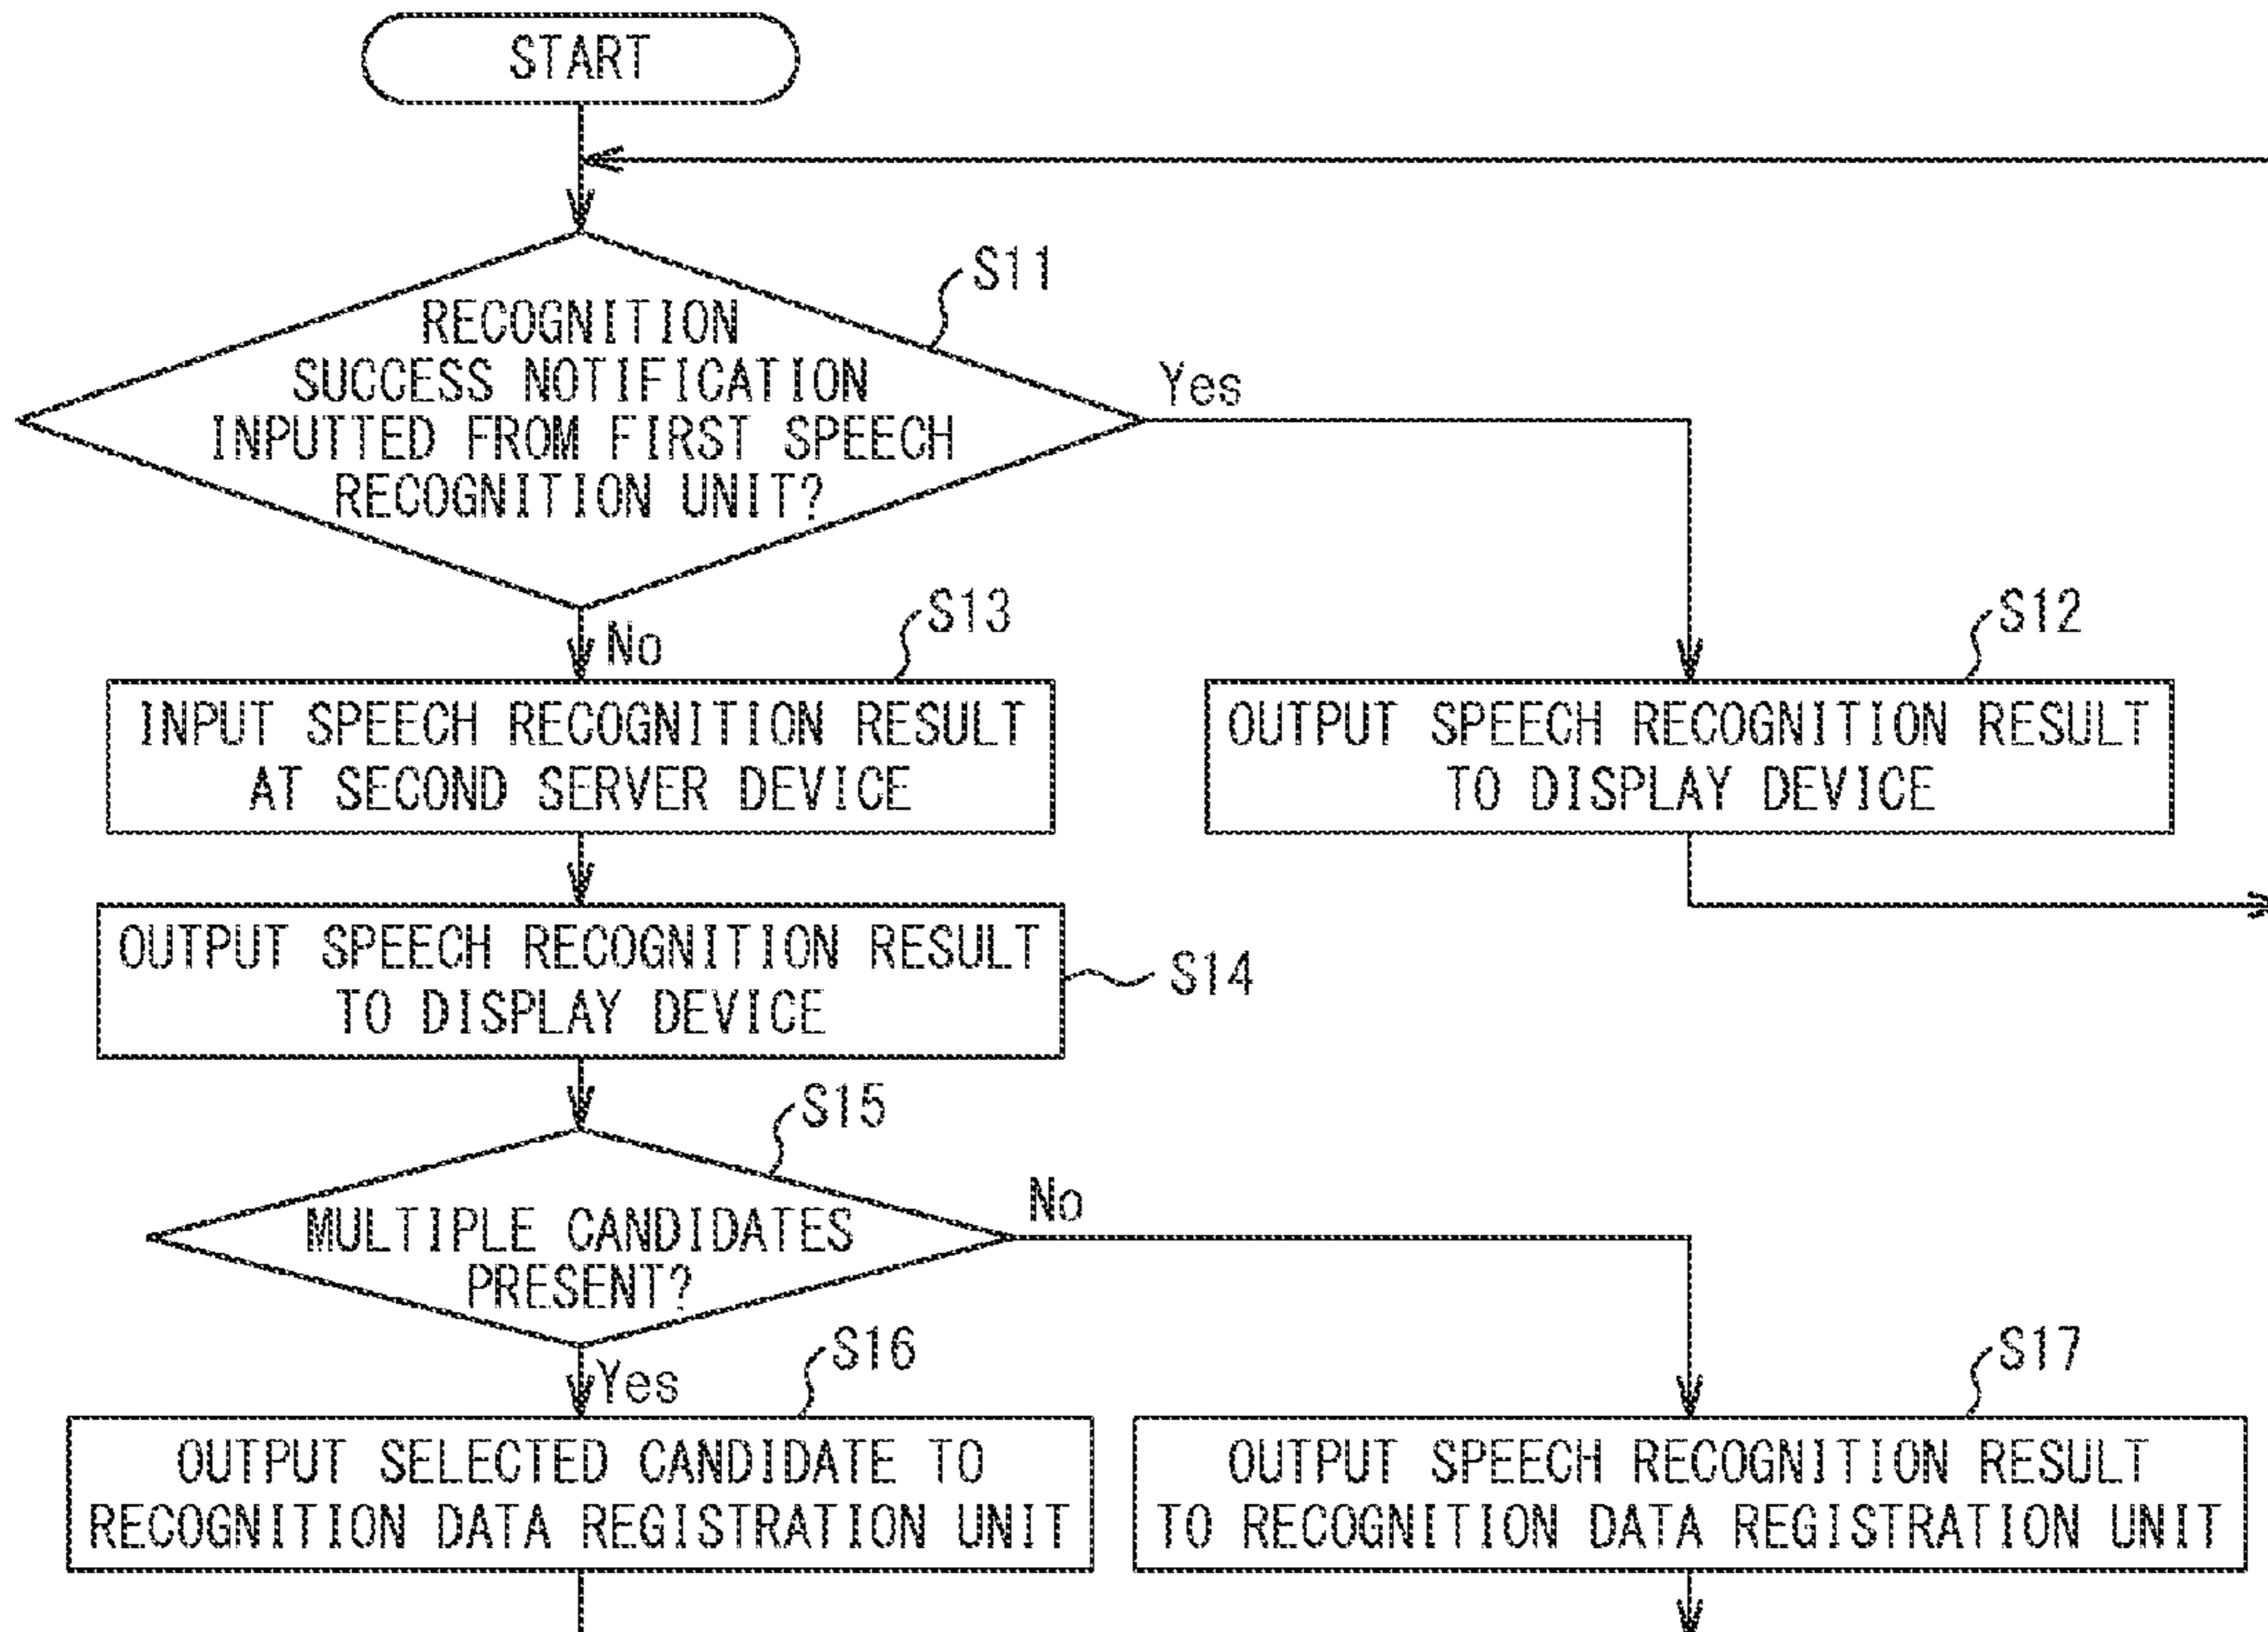 START
S11
RECOGNITION
SUCCESS NOTIFICATION
INPUTTED FROM FIRST SPEECH
RECOGNITION UNIT?
Yes
No
S13
INPUT SPEECH RECOGNITION RESULT
AT SECOND SERVER DEVICE
S12
OUTPUT SPEECH RECOGNITION RESULT
TO DISPLAY DEVICE
OUTPUT SPEECH RECOGNITION RESULT
TO DISPLAY DEVICE
S14
S15
MULTIPLE CANDIDATES
PRESENT?
No
Yes
S16
OUTPUT SELECTED CANDIDATE TO
RECOGNITION DATA REGISTRATION UNIT
S17
OUTPUT SPEECH RECOGNITION RESULT
TO RECOGNITION DATA REGISTRATION UNIT